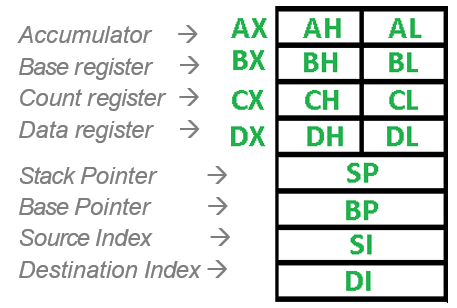 Accumulator → AX AH AL
Base register → BX BH BL
Count register → CX CH CL
Data register → DX DH DL
Stack Pointer → SP
Base Pointer → BP
Source Index → SI
Destination Index → DI